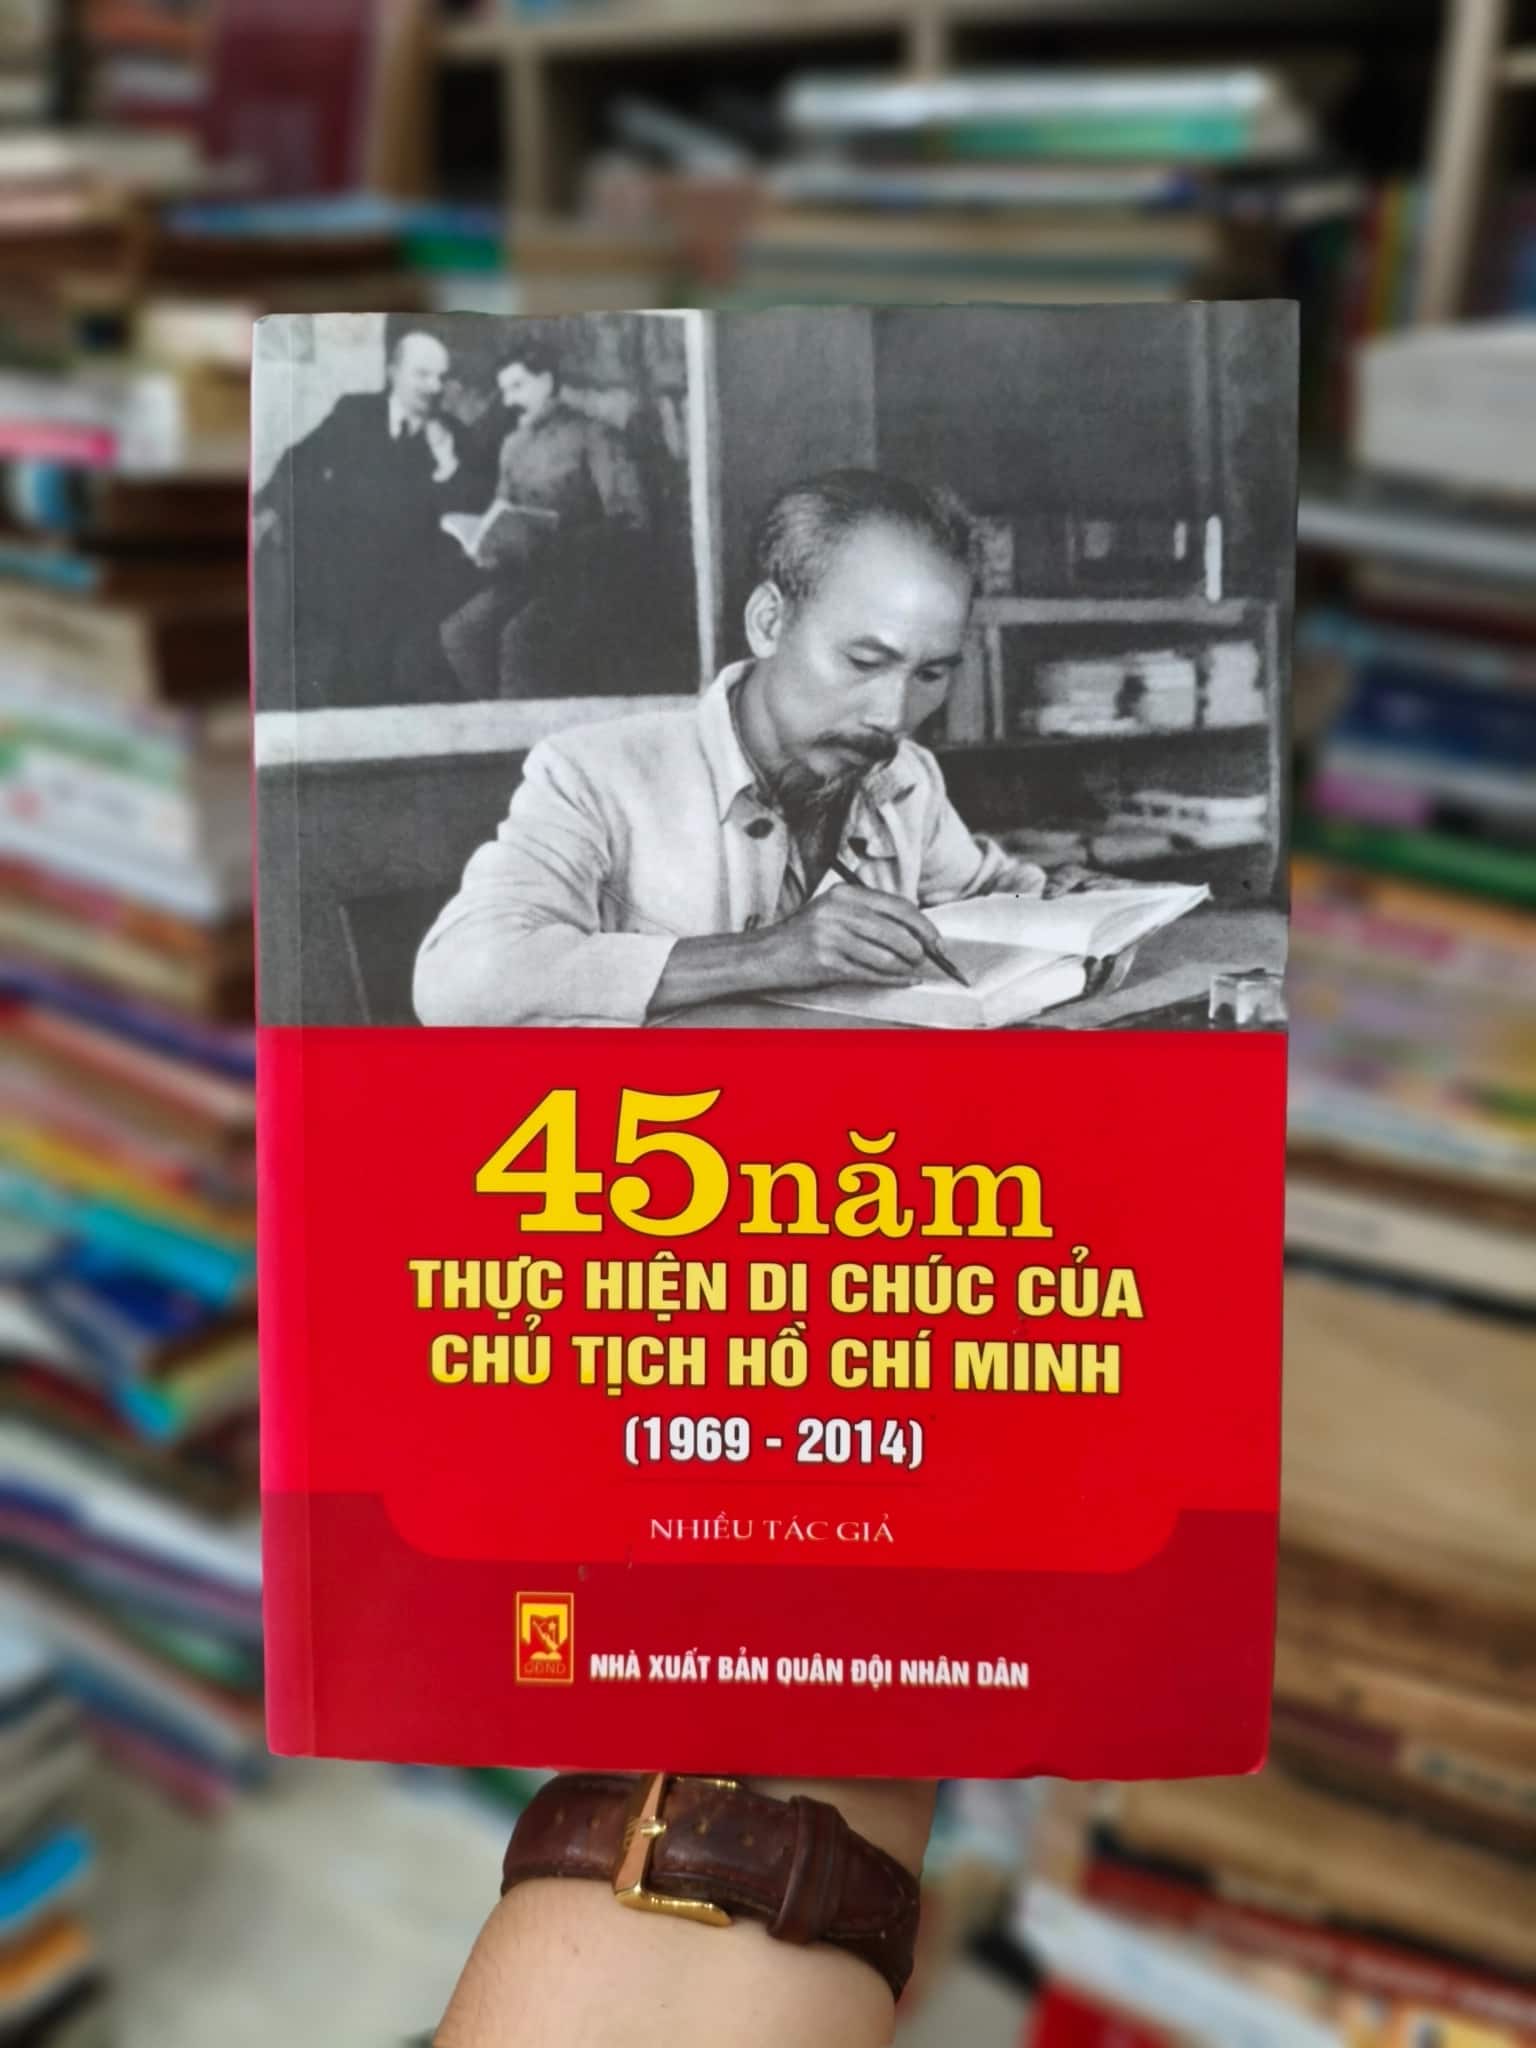 45 năm
THỰC HIỆN DI CHÚC CỦA
CHỦ TỊCH HỒ CHÍ MINH
(1969 - 2014)
NHIỀU TÁC GIẢ
QĐND
NHÀ XUẤT BẢN QUÂN ĐỘI NHÂN DÂN